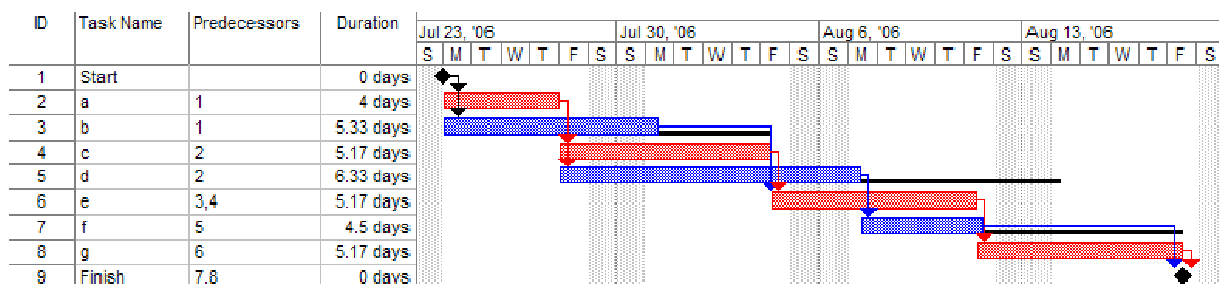 ID Task Name Predecessors Duration Jul 23, '06 Jul 30, '06 Aug 6, '06 Aug 13, '06
S M T W T F S S M T W T F S S M T W T F S S M T W T F S
1 Start 0 days
2 a 1 4 days
3 b 1 5.33 days
4 c 2 5.17 days
5 d 2 6.33 days
6 e 3,4 5.17 days
7 f 5 4.5 days
8 g 6 5.17 days
9 Finish 7,8 0 days